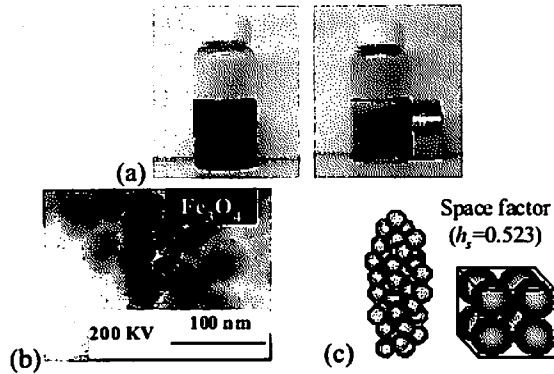 (a)
Fe₃O₄
200 KV
100 nm
(b)
Space factor
(hₛ=0.523)
(c)